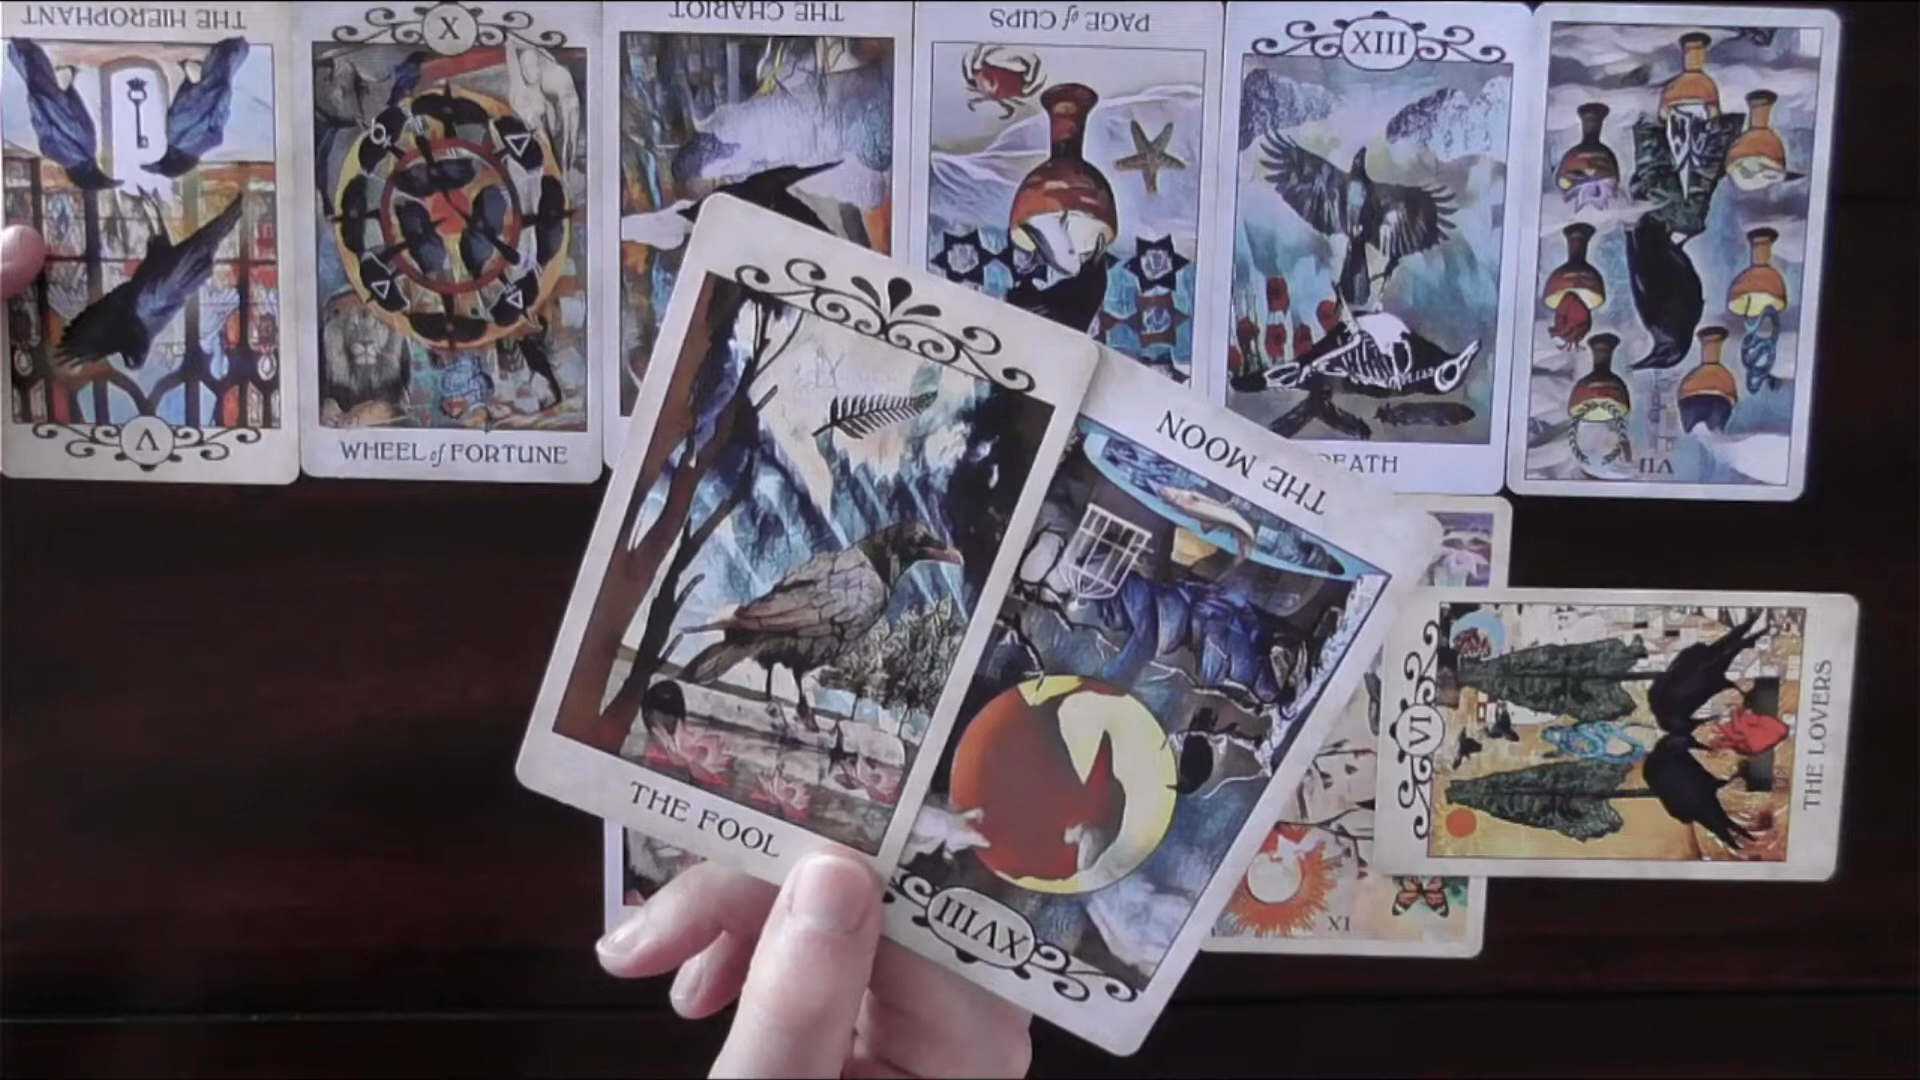 THE HIEROPHANT
X
THE CHARIOT
PAGE of CUPS
XIII
V
WHEEL of FORTUNE
DEATH
VII
THE MOON
THE FOOL
XVIII
VI
THE LOVERS
XI